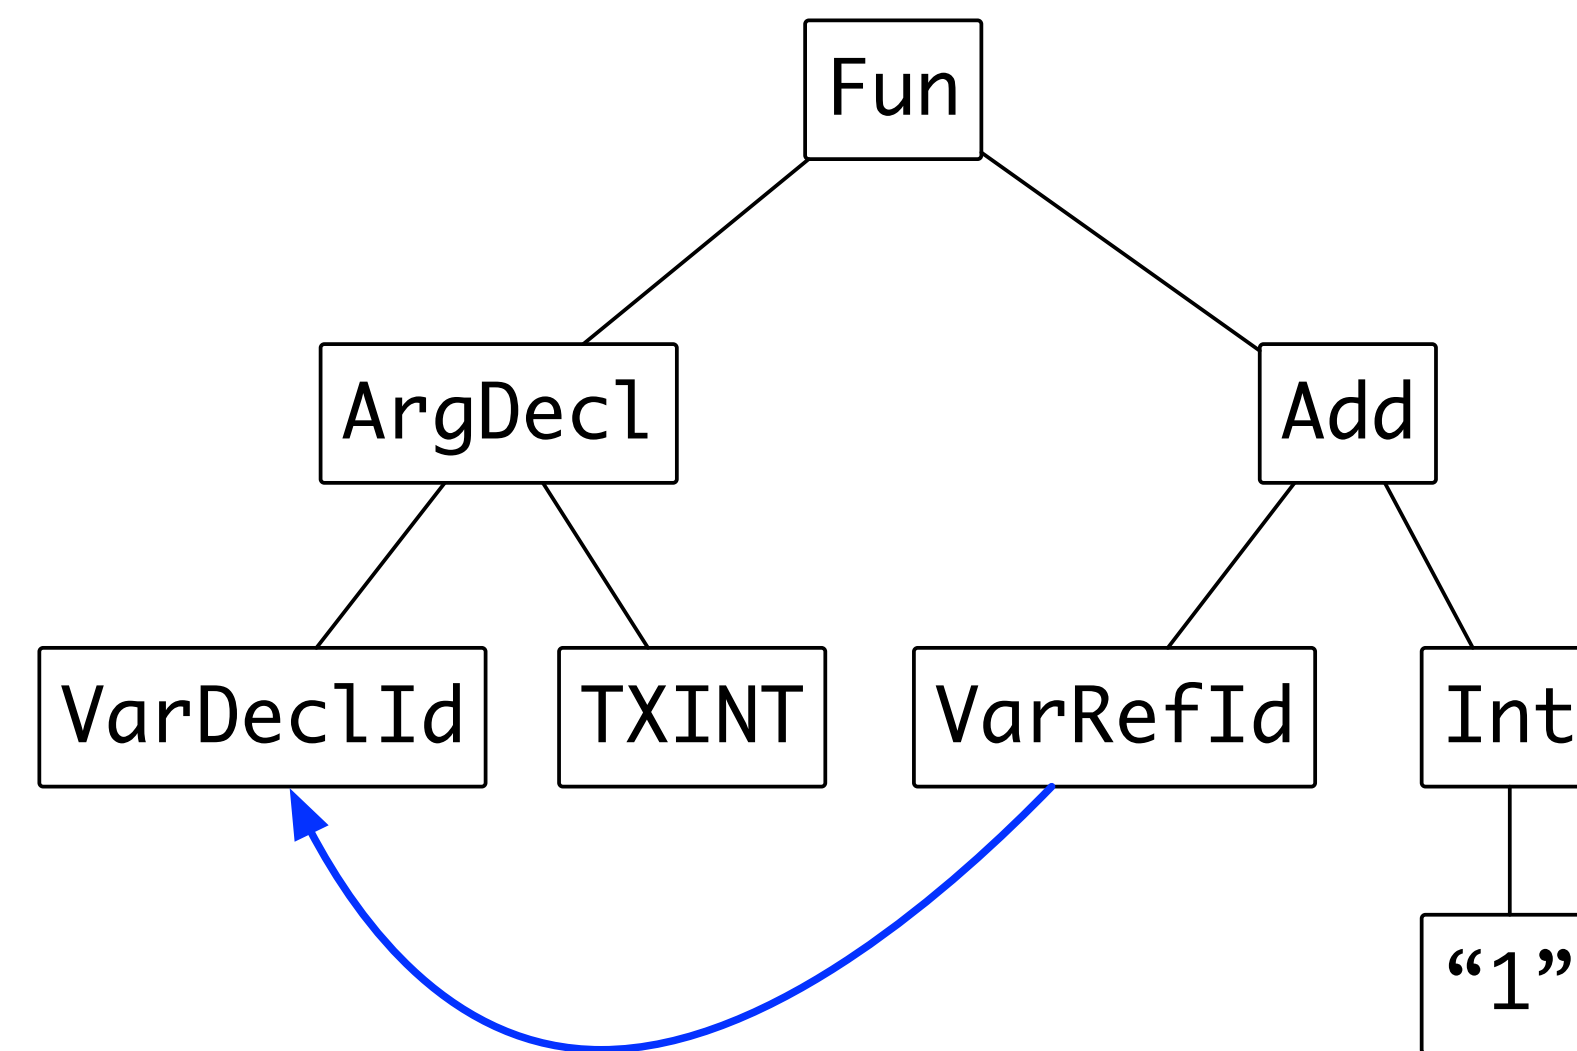 Fun
ArgDecl
Add
VarDeclId
TXINT
VarRefId
Int
“1”